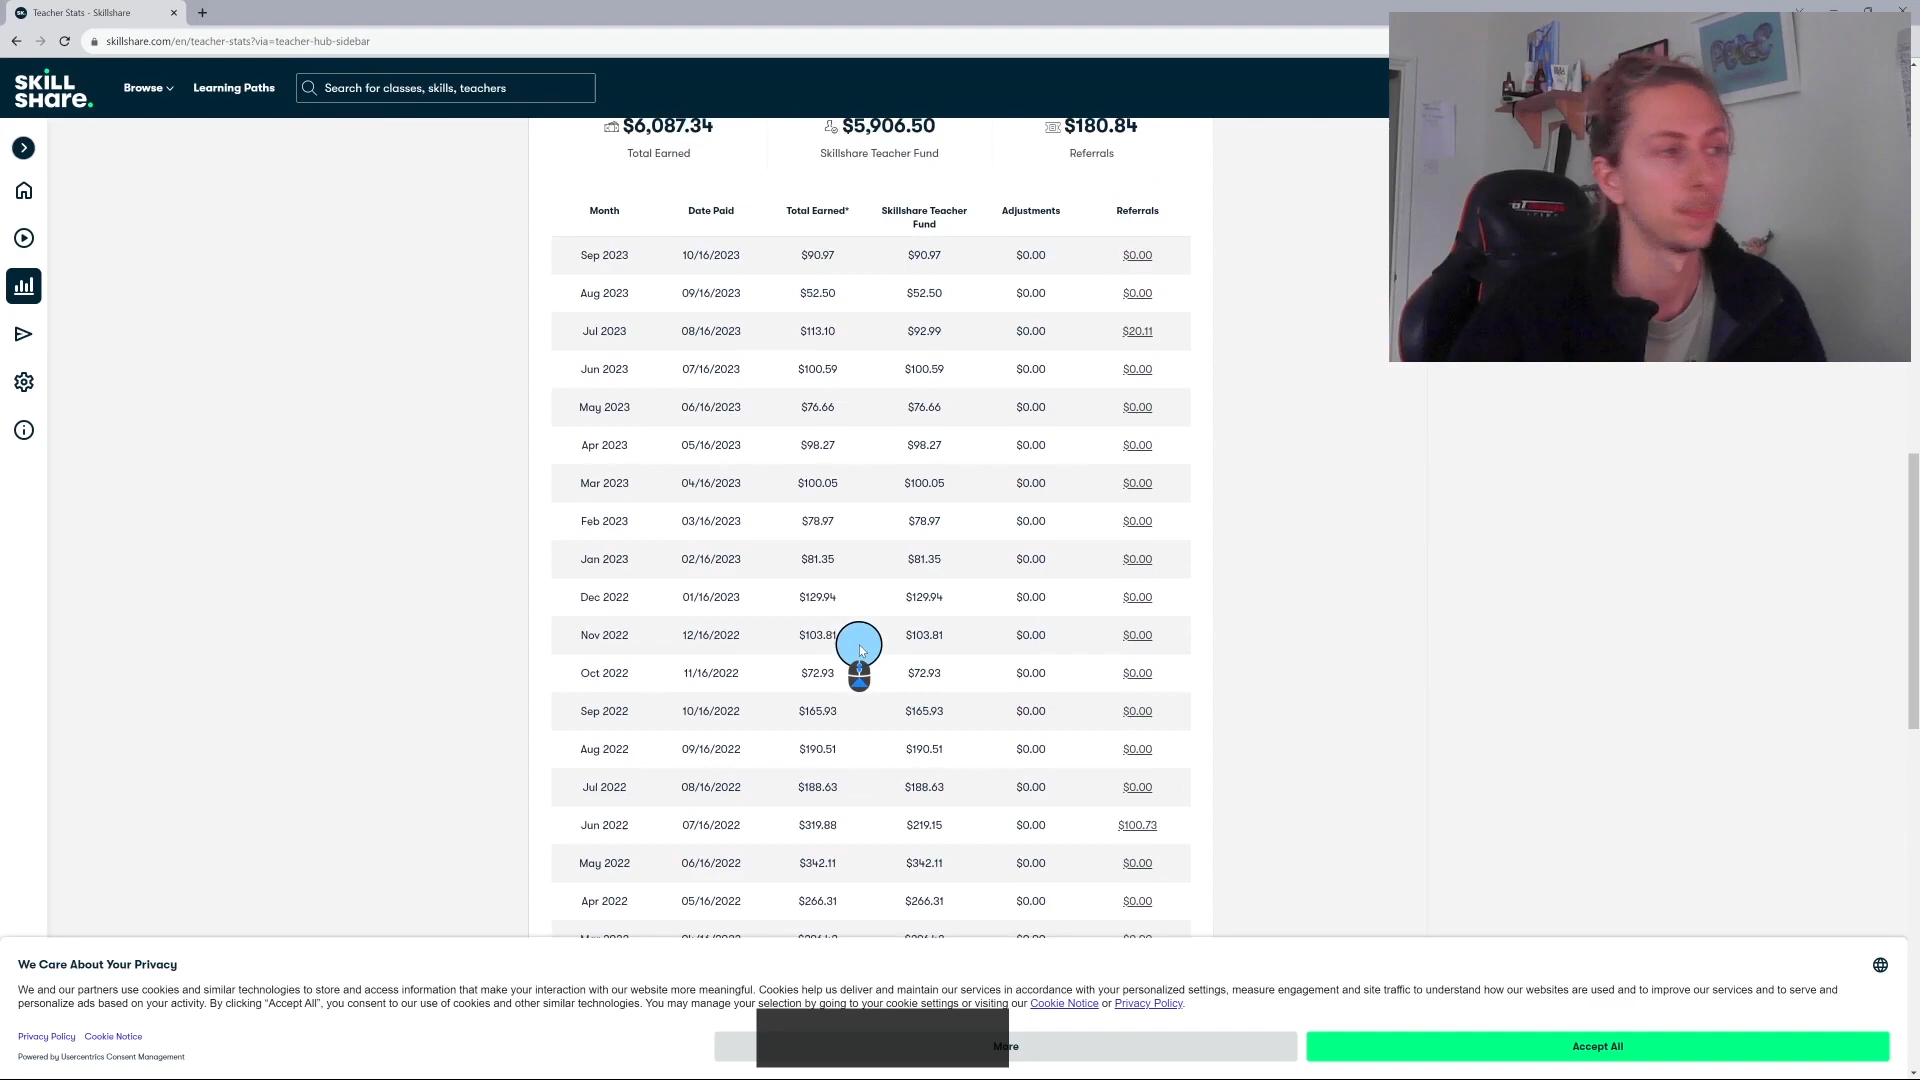 Teacher Stats - Skillshare
skillshare.com/en/teacher-stats?via=teacher-hub-sidebar
SKILL
SHARE.
Browse
Learning Paths
Search for classes, skills, teachers
$6,087.34 $5,906.50 $180.84
Total Earned Skillshare Teacher Fund Referrals
Month Date Paid Total Earned* Skillshare Teacher Fund Adjustments Referrals
Sep 2023 10/16/2023 $90.97 $90.97 $0.00 $0.00
Aug 2023 09/16/2023 $52.50 $52.50 $0.00 $0.00
Jul 2023 08/16/2023 $113.10 $92.99 $0.00 $20.11
Jun 2023 07/16/2023 $100.59 $100.59 $0.00 $0.00
May 2023 06/16/2023 $76.66 $76.66 $0.00 $0.00
Apr 2023 05/16/2023 $98.27 $98.27 $0.00 $0.00
Mar 2023 04/16/2023 $100.05 $100.05 $0.00 $0.00
Feb 2023 03/16/2023 $78.97 $78.97 $0.00 $0.00
Jan 2023 02/16/2023 $81.35 $81.35 $0.00 $0.00
Dec 2022 01/16/2023 $129.94 $129.94 $0.00 $0.00
Nov 2022 12/16/2022 $103.81 $103.81 $0.00 $0.00
Oct 2022 11/16/2022 $72.93 $72.93 $0.00 $0.00
Sep 2022 10/16/2022 $165.93 $165.93 $0.00 $0.00
Aug 2022 09/16/2022 $190.51 $190.51 $0.00 $0.00
Jul 2022 08/16/2022 $188.63 $188.63 $0.00 $0.00
Jun 2022 07/16/2022 $319.88 $219.15 $0.00 $100.73
May 2022 06/16/2022 $342.11 $342.11 $0.00 $0.00
Apr 2022 05/16/2022 $266.31 $266.31 $0.00 $0.00
We Care About Your Privacy
We and our partners use cookies and similar technologies to store and access information that make your interaction with our website more meaningful. Cookies help us deliver and maintain our services in accordance with your personalized settings, measure engagement and site traffic to understand how our websites are used and to improve our services and to serve and
personalize ads based on your activity. By clicking "Accept All", you consent to our use of cookies and other similar technologies. You may manage your selection by going to your cookie settings or visiting our Cookie Notice or Privacy Policy.
Privacy Policy Cookie Notice
More
Accept All
Powered by Usercentrics Consent Management